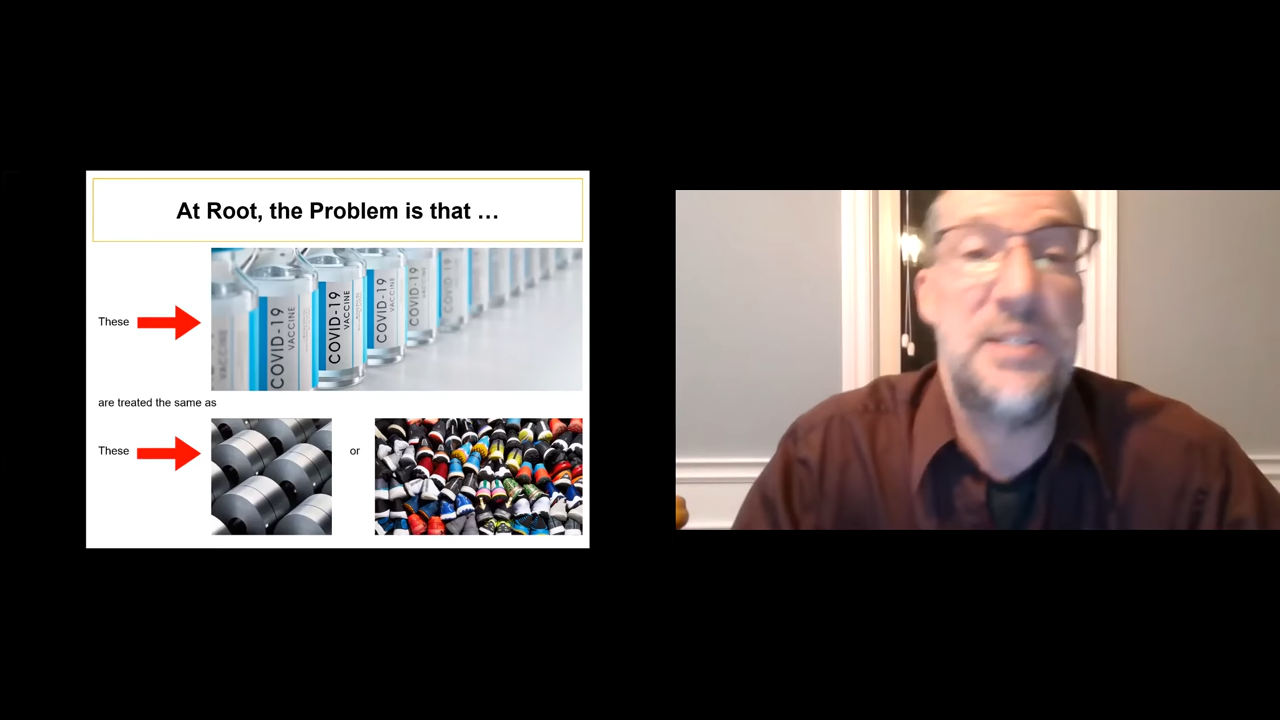 At Root, the Problem is that …
These
COVID-19
VACCINE
COVID-19
VACCINE
COVID-19
VACCINE
COVID-19
are treated the same as
These
or